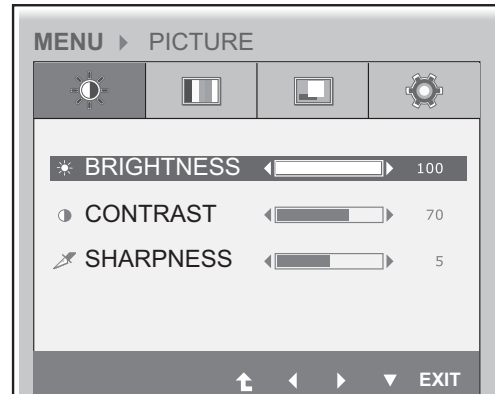 MENU PICTURE
BRIGHTNESS 100
CONTRAST 70
SHARPNESS 5
EXIT